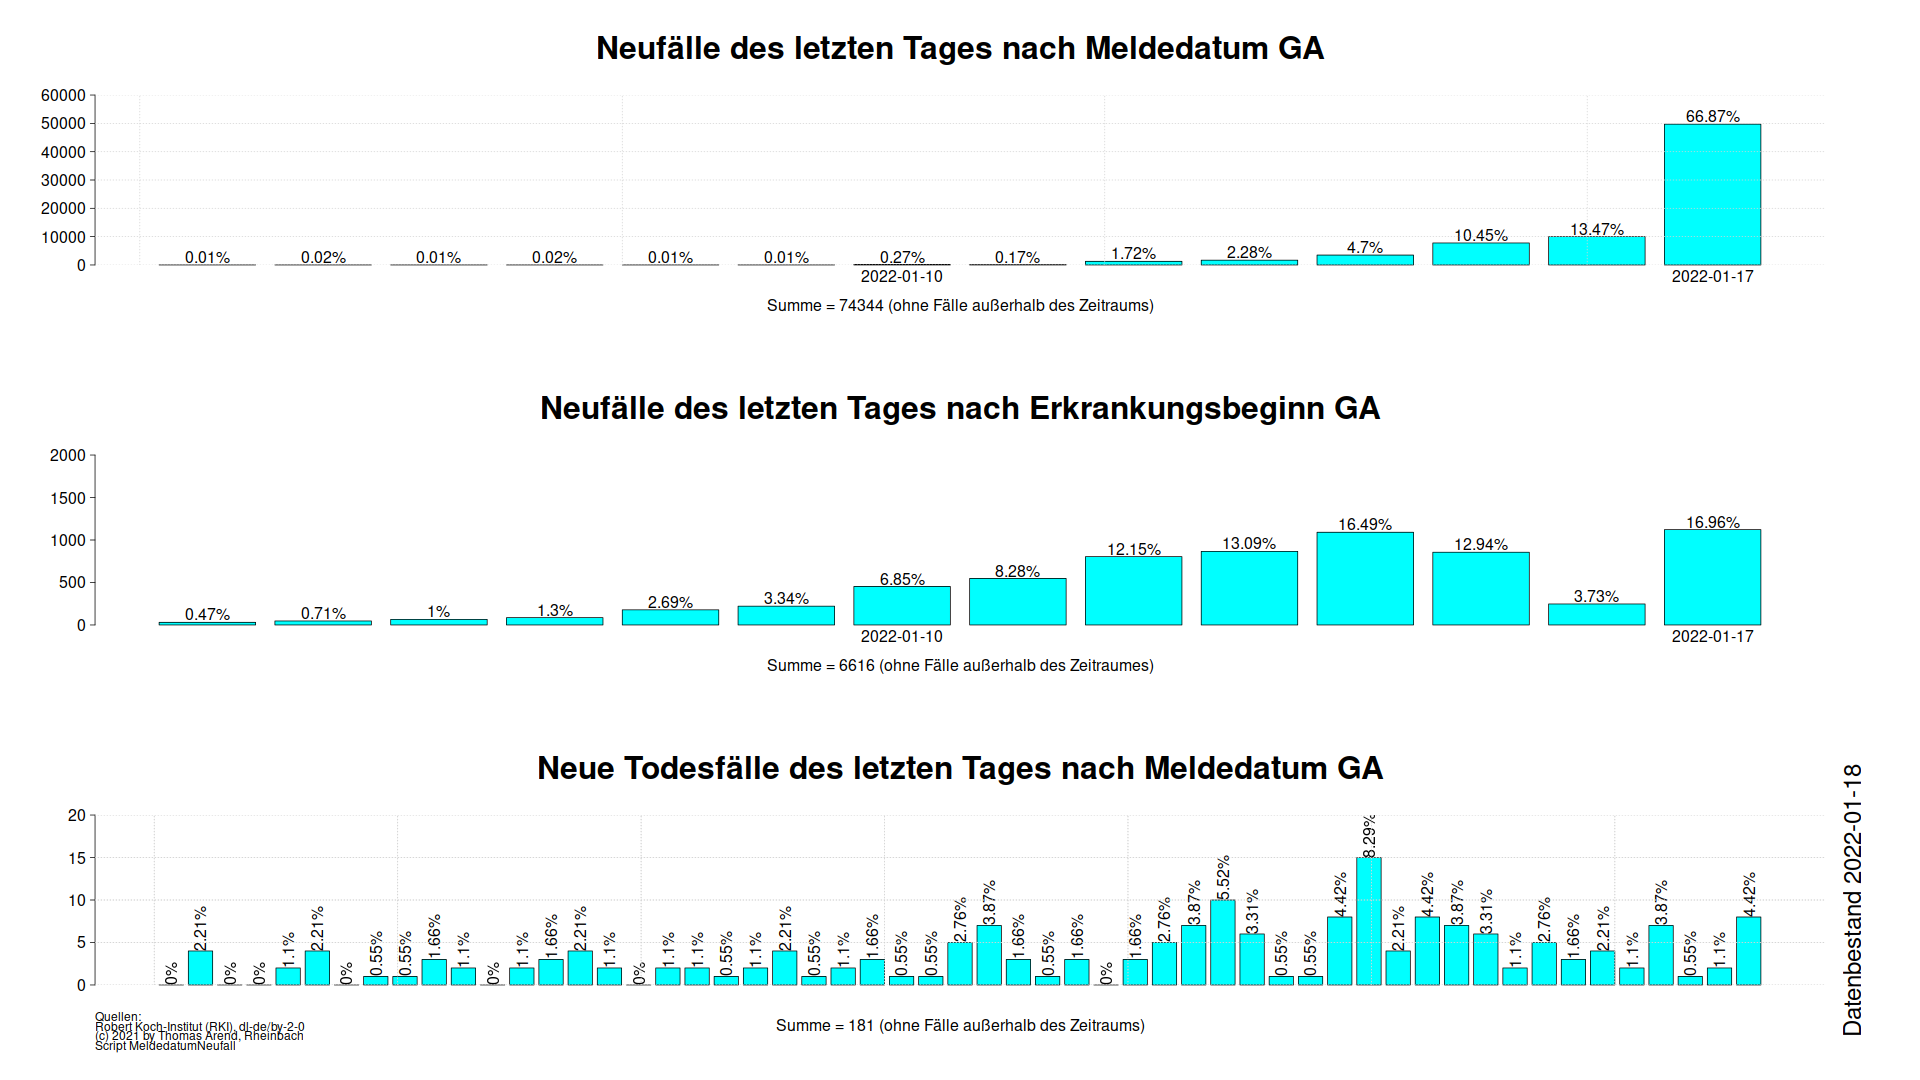 Neufälle des letzten Tages nach Meldedatum GA
60000
50000
40000
30000
20000
10000
0
0.01% 0.02% 0.01% 0.02% 0.01% 0.01% 0.27% 0.17% 1.72% 2.28% 4.7% 10.45% 13.47% 66.87%
2022-01-10 2022-01-17
Summe = 74344 (ohne Fälle außerhalb des Zeitraums)
Neufälle des letzten Tages nach Erkrankungsbeginn GA
2000
1500
1000
500
0
0.47% 0.71% 1% 1.3% 2.69% 3.34% 6.85% 8.28% 12.15% 13.09% 16.49% 12.94% 3.73% 16.96%
2022-01-10 2022-01-17
Summe = 6616 (ohne Fälle außerhalb des Zeitraumes)
Neue Todesfälle des letzten Tages nach Meldedatum GA
20
15
10
5
0
0% 2.21% 0% 0% 1.1% 2.21% 0% 0.55% 0.55% 1.66% 1.1% 0% 1.1% 1.66% 2.21% 1.1% 0% 1.1% 1.1% 0.55% 1.1% 2.21% 0.55% 1.1% 1.66% 0.55% 0.55% 2.76% 3.87% 1.66% 0.55% 1.66% 0% 1.66% 2.76% 3.87% 5.52% 3.31% 0.55% 0.55% 4.42% 8.29% 2.21% 4.42% 3.87% 3.31% 1.1% 2.76% 1.66% 2.21% 1.1% 3.87% 0.55% 1.1% 4.42%
Summe = 181 (ohne Fälle außerhalb des Zeitraums)
Quellen:
Robert Koch-Institut (RKI), dl-de/by-2-0
(c) 2021 by Thomas Arend, Rheinbach
Script MeldedatumNeufall
Datenbestand 2022-01-18